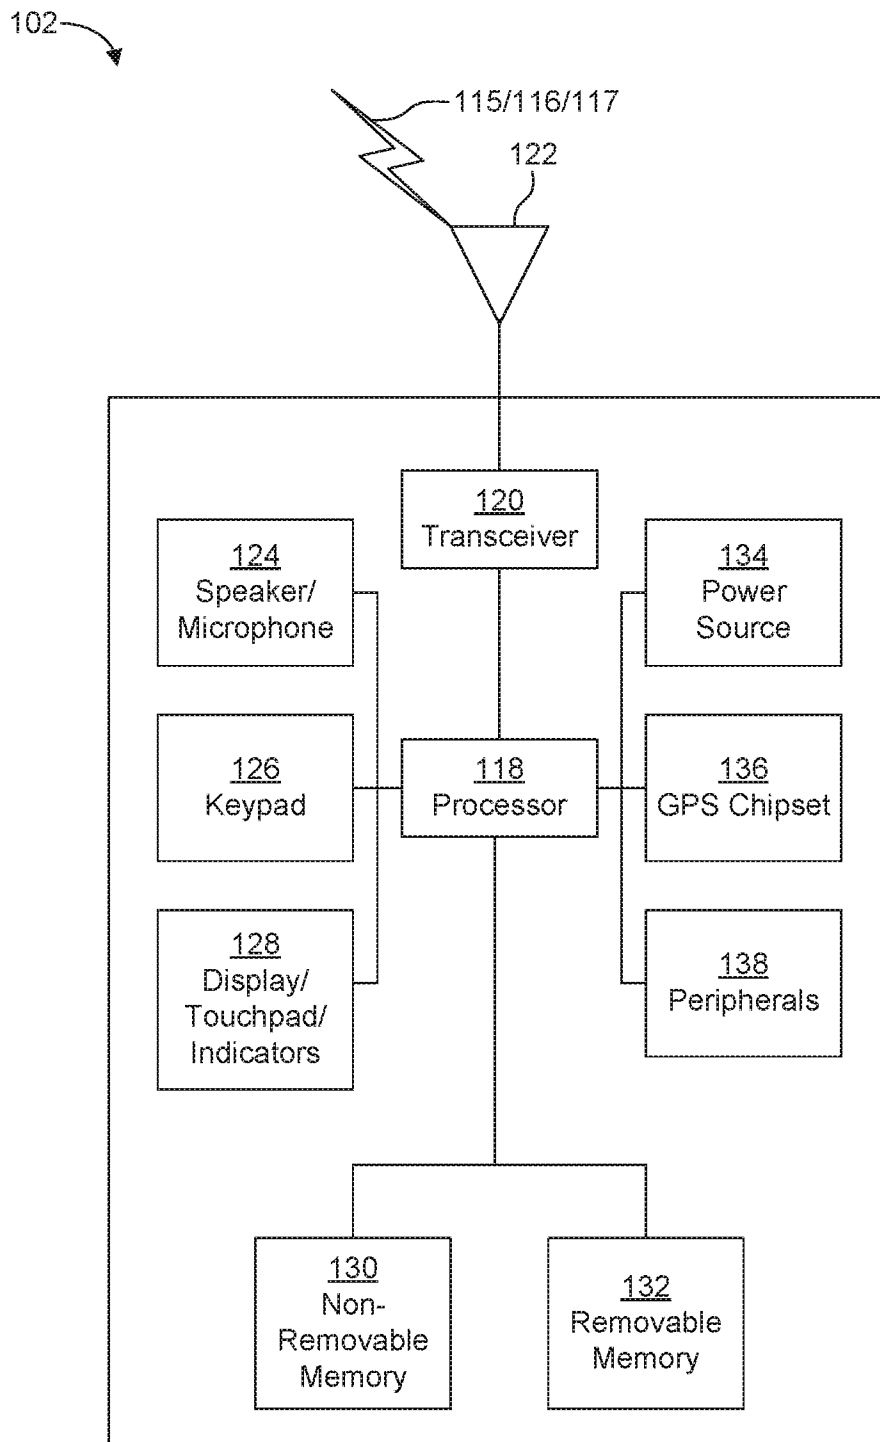 102
115/116/117
122
120
Transceiver
124
Speaker/
Microphone
134
Power
Source
126
Keypad
118
Processor
136
GPS Chipset
128
Display/
Touchpad/
Indicators
138
Peripherals
130
Non-
Removable
Memory
132
Removable
Memory